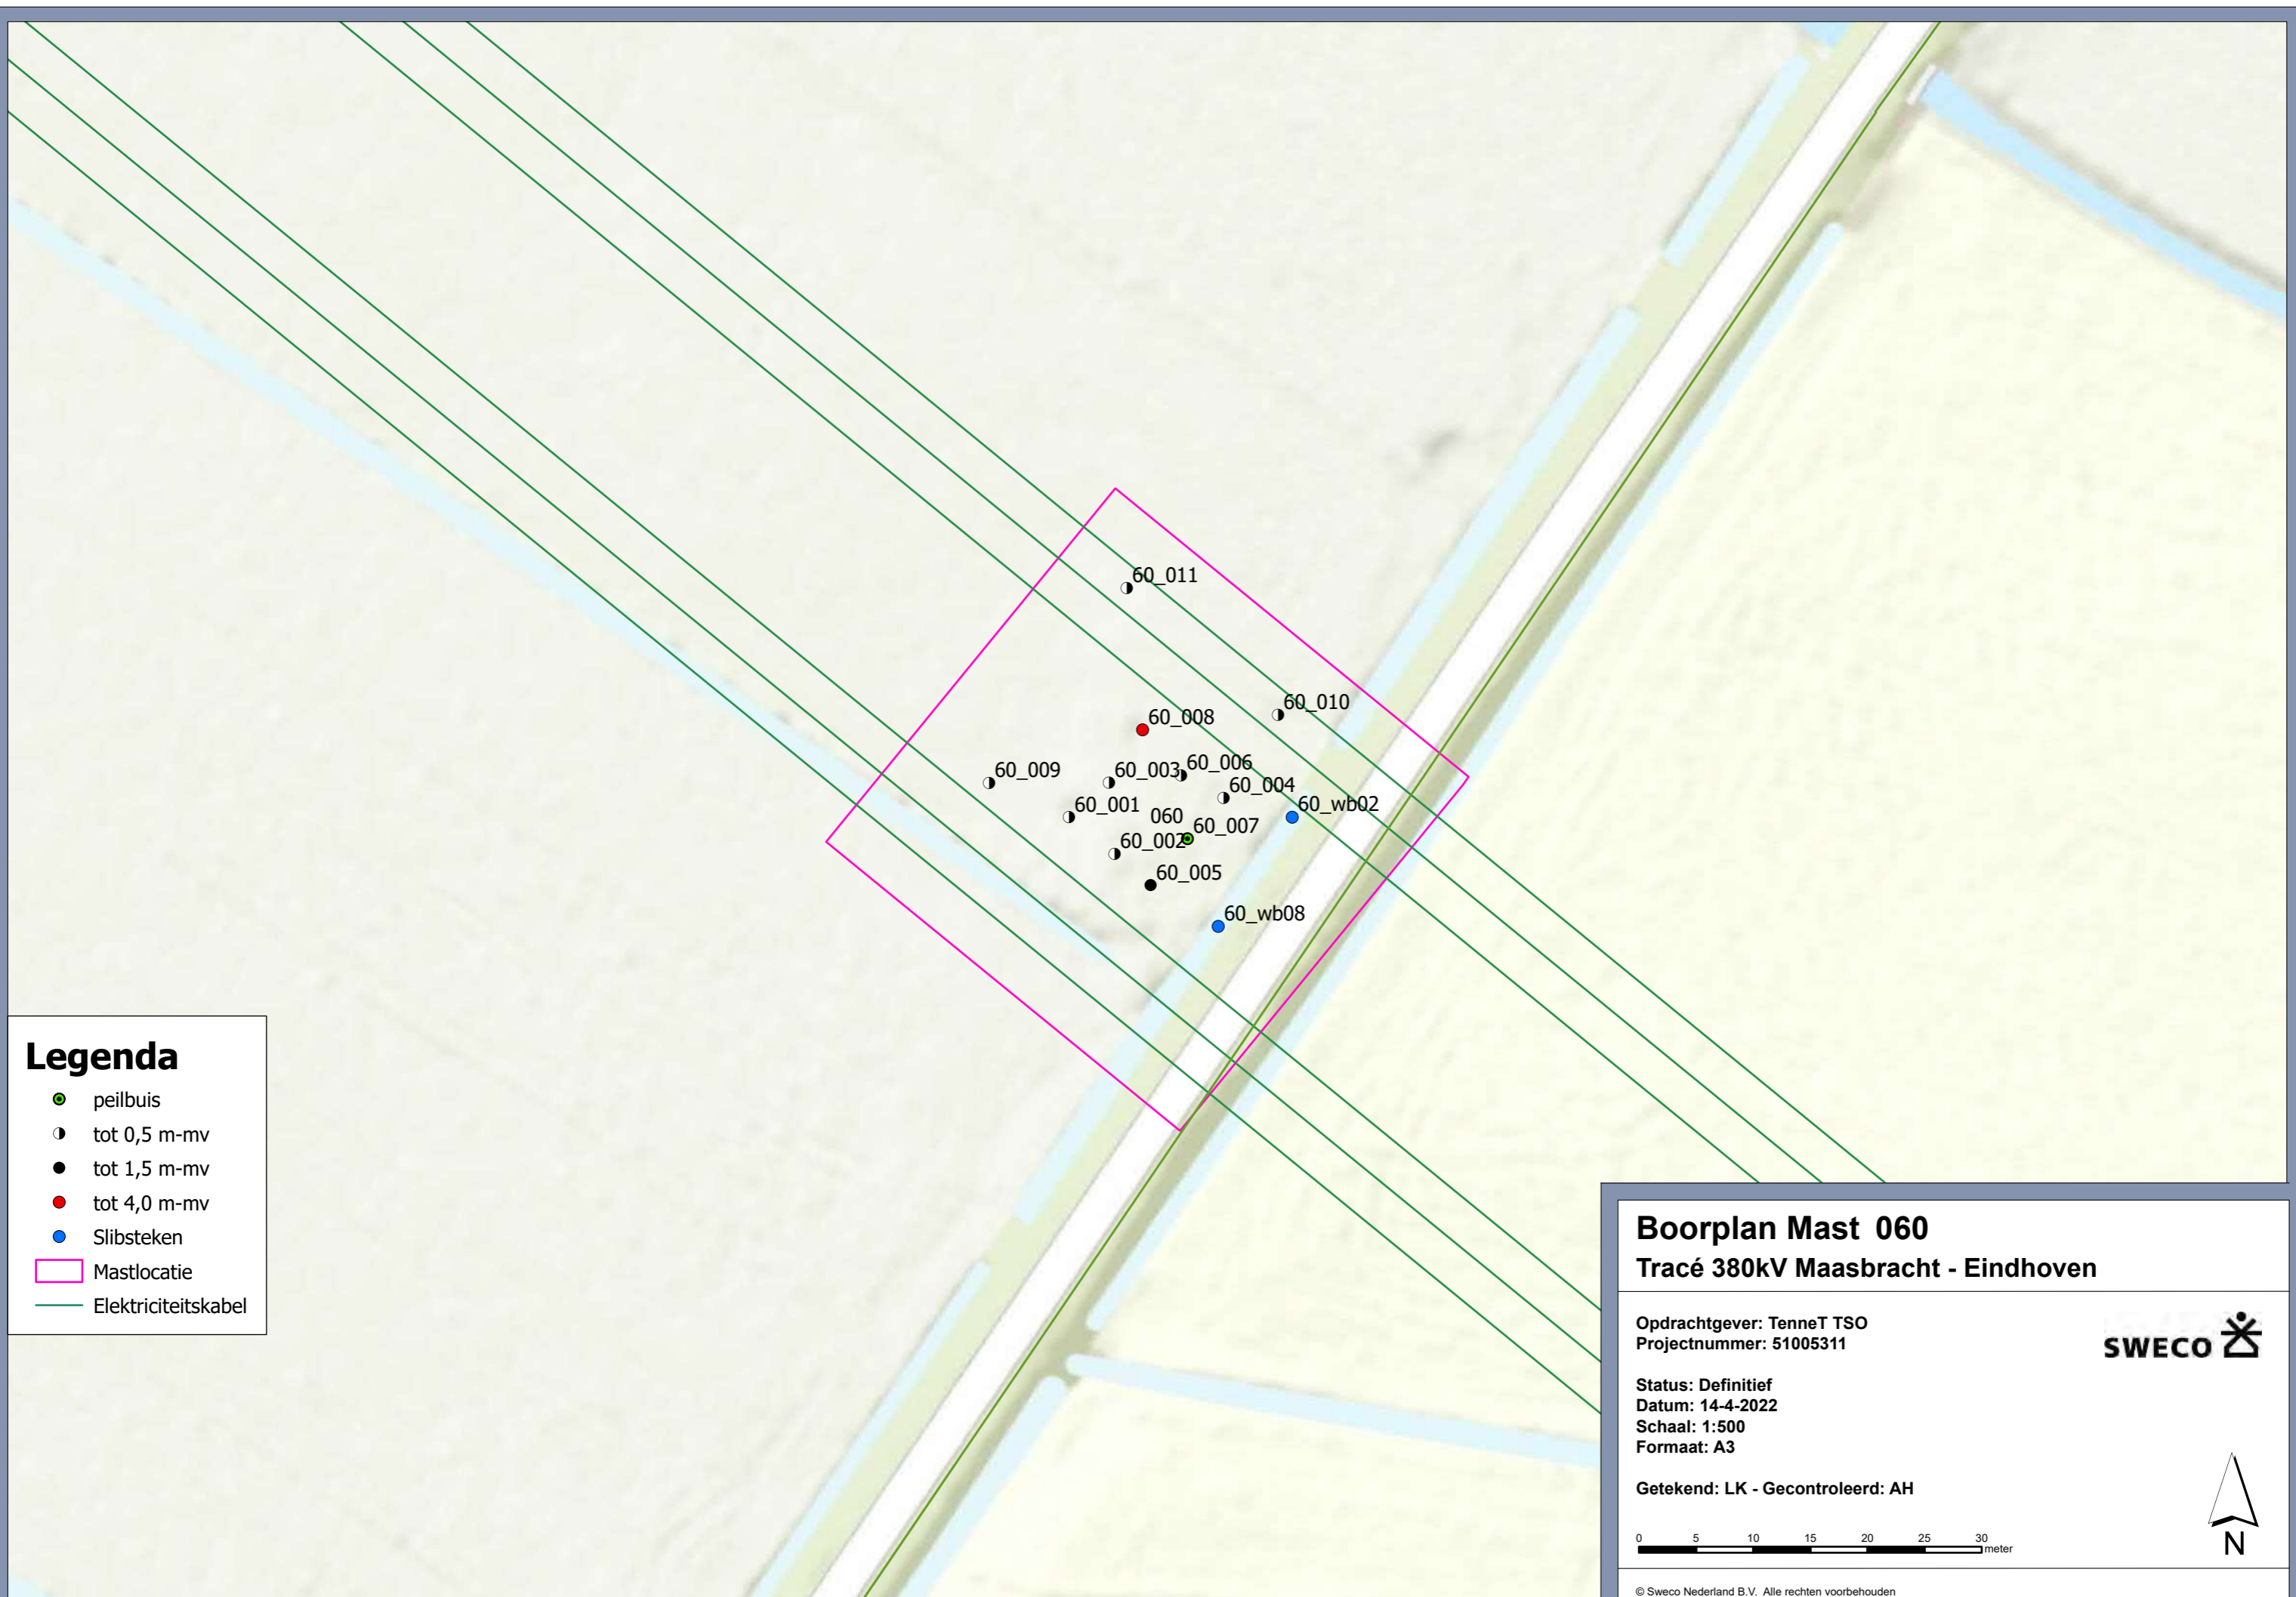 60_011
60_010
60_008
60_006
60_003
60_009
60_004
60_wb02
60_001
060
60_007
60_002
60_005
60_wb08
Legenda
peilbuis
tot 0,5 m-mv
tot 1,5 m-mv
tot 4,0 m-mv
Slibsteken
Mastlocatie
Elektriciteitskabel
Boorplan Mast 060
Tracé 380kV Maasbracht - Eindhoven
Opdrachtgever: TenneT TSO
Projectnummer: 51005311
SWECO
Status: Definitief
Datum: 14-4-2022
Schaal: 1:500
Formaat: A3
Getekend: LK - Gecontroleerd: AH
0 5 10 15 20 25 30
meter
N
© Sweco Nederland B.V. Alle rechten voorbehouden